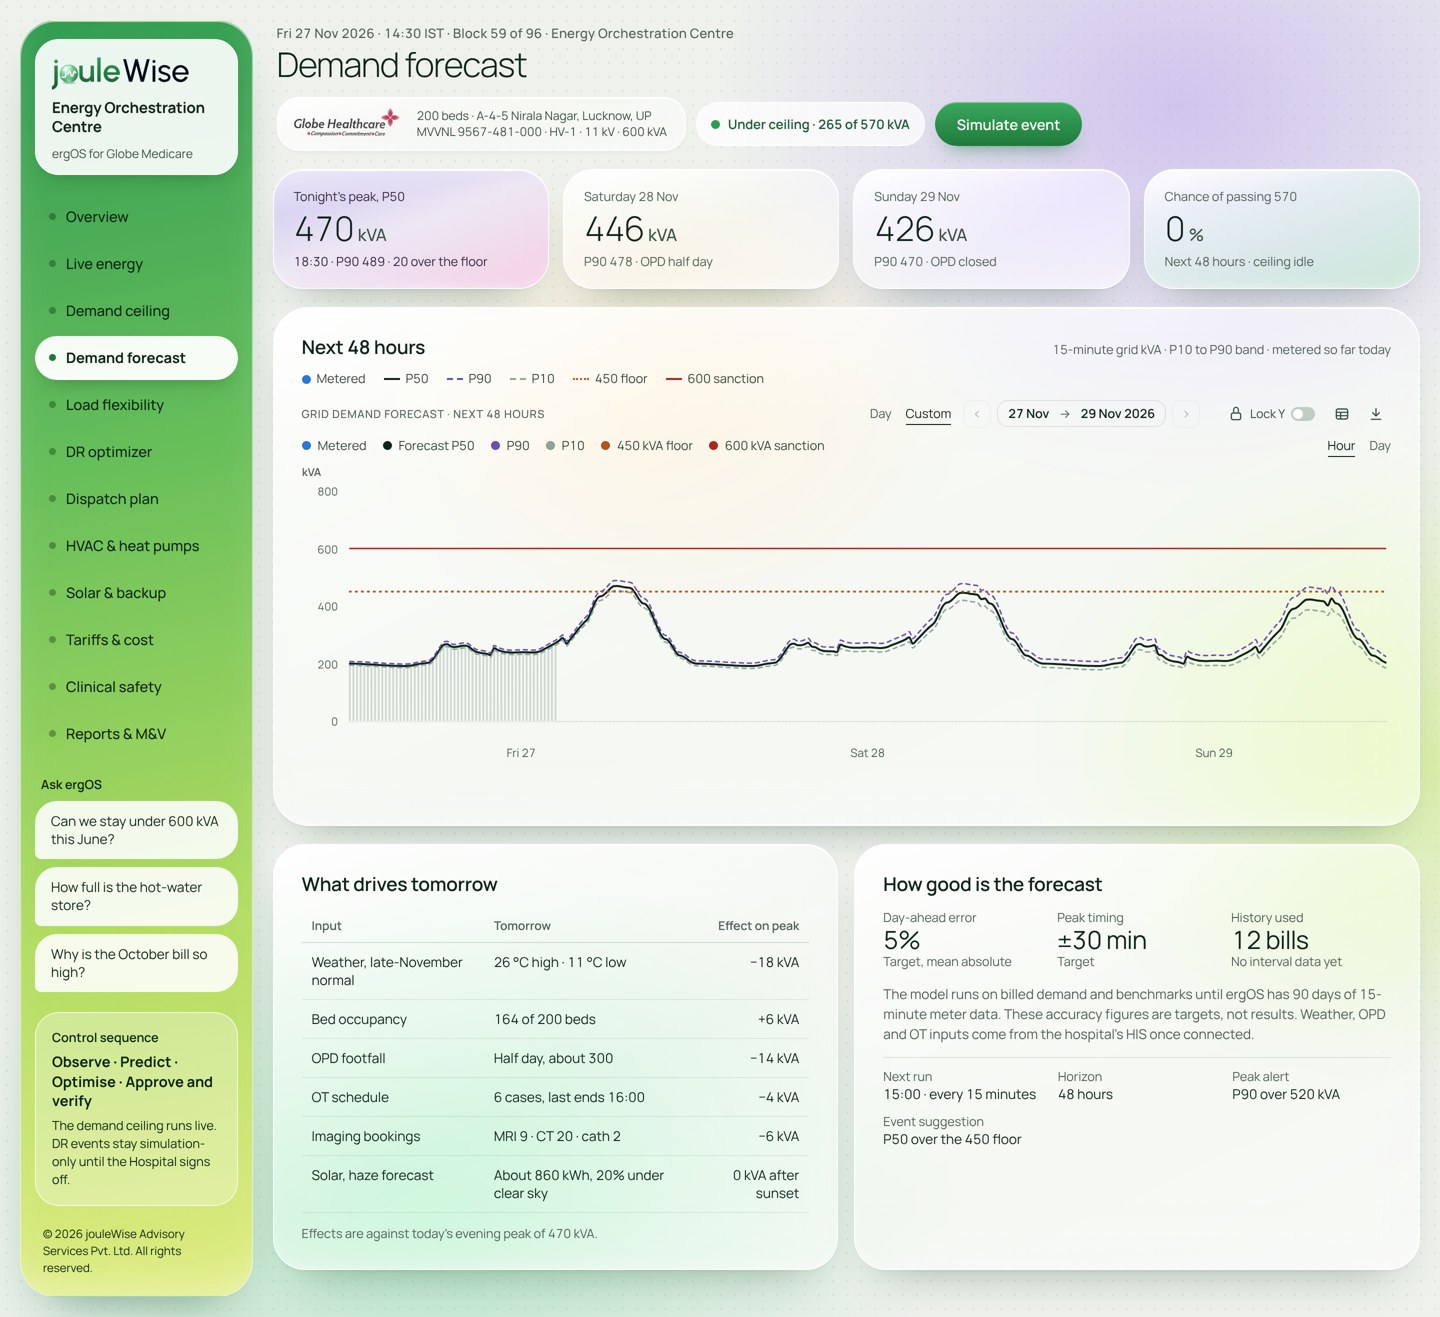 jouleWise
Energy Orchestration
Centre
ergOS for Globe Medicare
Overview
Live energy
Demand ceiling
Demand forecast
Load flexibility
DR optimizer
Dispatch plan
HVAC & heat pumps
Solar & backup
Tariffs & cost
Clinical safety
Reports & M&V
Ask ergOS
Can we stay under 600 kVA
this June?
How full is the hot-water
store?
Why is the October bill so
high?
Control sequence
Observe · Predict ·
Optimise · Approve and
verify
The demand ceiling runs live.
DR events stay simulation-
only until the Hospital signs
off.
© 2026 jouleWise Advisory
Services Pvt. Ltd. All rights
reserved.
Fri 27 Nov 2026 · 14:30 IST · Block 59 of 96 · Energy Orchestration Centre
Demand forecast
Globe Healthcare
•Compassion•Commitment•Care
200 beds · A-4-5 Nirala Nagar, Lucknow, UP
MVVNL 9567-481-000 · HV-1 · 11 kV · 600 kVA
Under ceiling · 265 of 570 kVA
Simulate event
Tonight's peak, P50
470 kVA
18:30 · P90 489 · 20 over the floor
Saturday 28 Nov
446 kVA
P90 478 · OPD half day
Sunday 29 Nov
426 kVA
P90 470 · OPD closed
Chance of passing 570
0 %
Next 48 hours · ceiling idle
Next 48 hours
15-minute grid kVA · P10 to P90 band · metered so far today
Metered P50 P90 P10 450 floor 600 sanction
GRID DEMAND FORECAST · NEXT 48 HOURS
Day Custom 27 Nov → 29 Nov 2026 Lock Y
Metered Forecast P50 P90 P10 450 kVA floor 600 kVA sanction
Hour Day
kVA
800
600
400
200
0
Fri 27 Sat 28 Sun 29
What drives tomorrow
Input Tomorrow Effect on peak
Weather, late-November
normal
26 °C high · 11 °C low
−18 kVA
Bed occupancy 164 of 200 beds +6 kVA
OPD footfall Half day, about 300 −14 kVA
OT schedule 6 cases, last ends 16:00 −4 kVA
Imaging bookings MRI 9 · CT 20 · cath 2 −6 kVA
Solar, haze forecast
About 860 kWh, 20% under
clear sky
0 kVA after
sunset
Effects are against today's evening peak of 470 kVA.
How good is the forecast
Day-ahead error
5%
Target, mean absolute
Peak timing
±30 min
Target
History used
12 bills
No interval data yet
The model runs on billed demand and benchmarks until ergOS has 90 days of 15-
minute meter data. These accuracy figures are targets, not results. Weather, OPD
and OT inputs come from the hospital's HIS once connected.
Next run
15:00 · every 15 minutes
Horizon
48 hours
Peak alert
P90 over 520 kVA
Event suggestion
P50 over the 450 floor